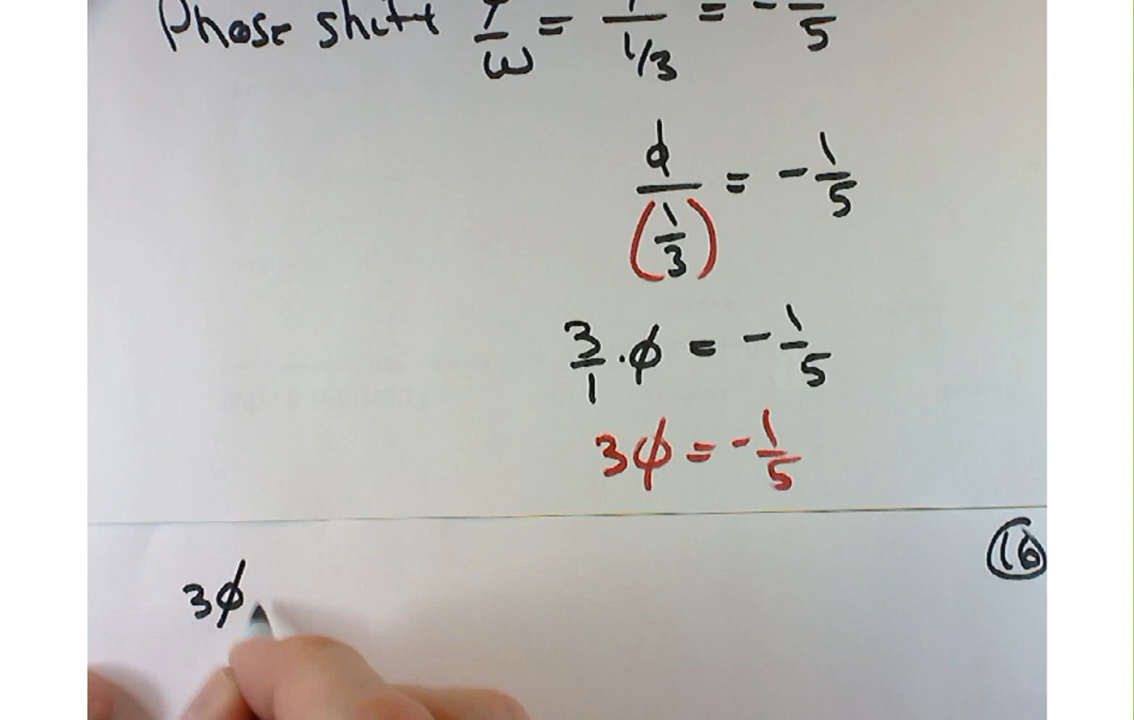 Phase shift φ/ω = φ/1/3 = -1/5
φ/(1/3) = -1/5
3/1 · φ = -1/5
3φ = -1/5
16
3φ